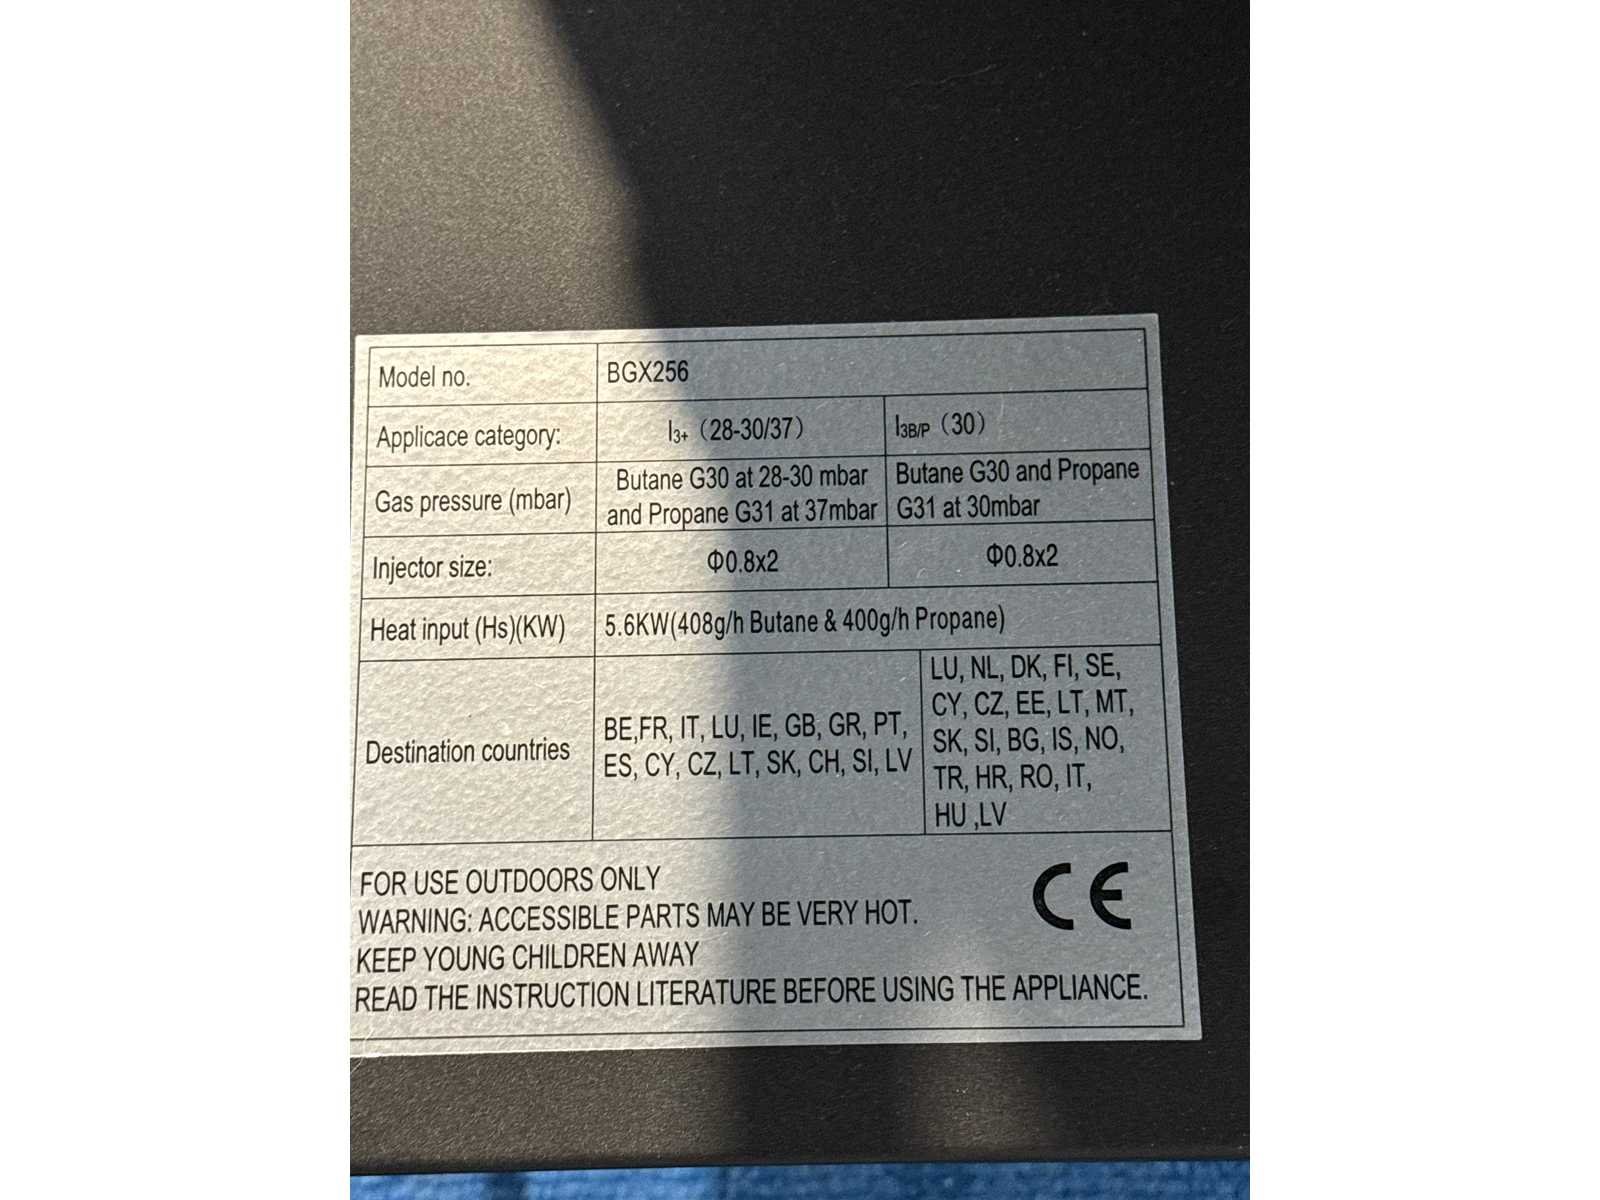 Model no. BGX256
Applicace category: I3+ (28-30/37) I3B/P (30)
Gas pressure (mbar) Butane G30 at 28-30 mbar and Propane G31 at 37mbar Butane G30 and Propane G31 at 30mbar
Injector size: Φ0.8x2 Φ0.8x2
Heat input (Hs)(KW) 5.6KW(408g/h Butane & 400g/h Propane)
Destination countries
BE,FR, IT, LU, IE, GB, GR, PT,
ES, CY, CZ, LT, SK, CH, SI, LV
LU, NL, DK, FI, SE,
CY, CZ, EE, LT, MT,
SK, SI, BG, IS, NO,
TR, HR, RO, IT,
HU ,LV
FOR USE OUTDOORS ONLY
WARNING: ACCESSIBLE PARTS MAY BE VERY HOT.
KEEP YOUNG CHILDREN AWAY
READ THE INSTRUCTION LITERATURE BEFORE USING THE APPLIANCE.
CE